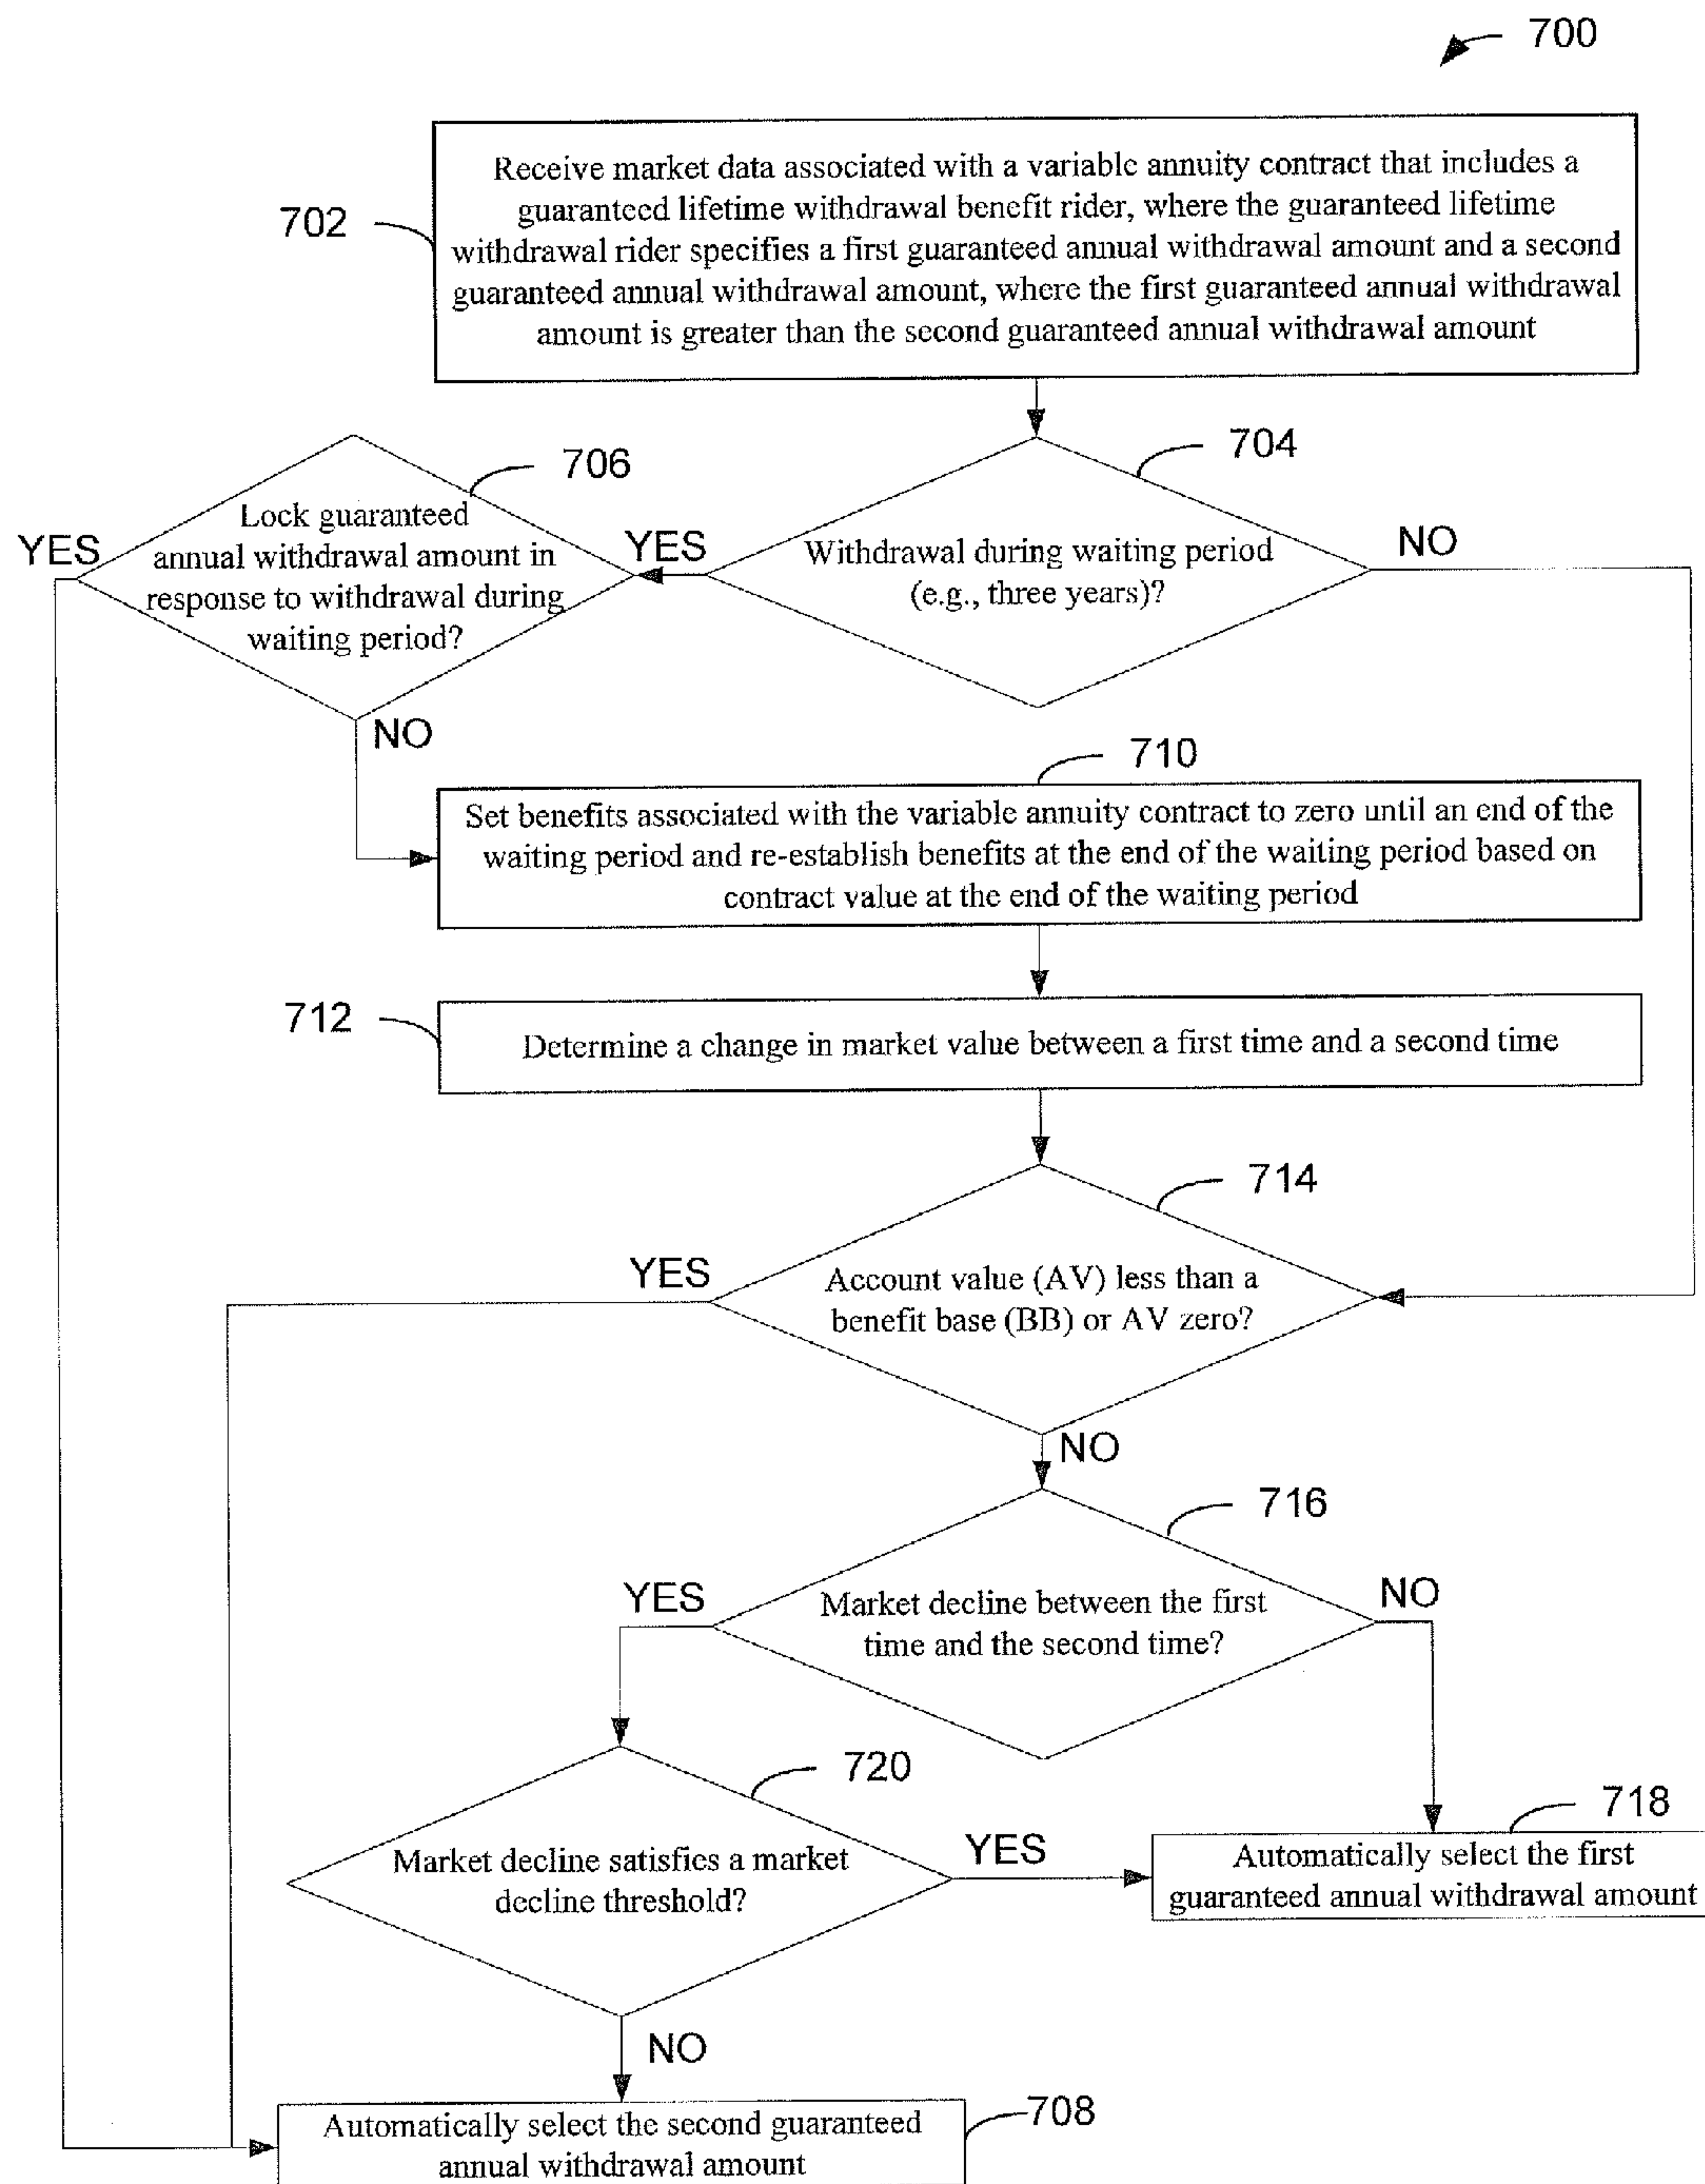 700
702
Receive market data associated with a variable annuity contract that includes a
guaranteed lifetime withdrawal benefit rider, where the guaranteed lifetime
withdrawal rider specifies a first guaranteed annual withdrawal amount and a second
guaranteed annual withdrawal amount, where the first guaranteed annual withdrawal
amount is greater than the second guaranteed annual withdrawal amount
704
Withdrawal during waiting period
(e.g., three years)?
YES
NO
706
Lock guaranteed
annual withdrawal amount in
response to withdrawal during
waiting period?
YES
NO
710
Set benefits associated with the variable annuity contract to zero until an end of the
waiting period and re-establish benefits at the end of the waiting period based on
contract value at the end of the waiting period
712
Determine a change in market value between a first time and a second time
714
Account value (AV) less than a
benefit base (BB) or AV zero?
YES
NO
716
Market decline between the first
time and the second time?
YES
NO
720
Market decline satisfies a market
decline threshold?
YES
NO
718
Automatically select the first
guaranteed annual withdrawal amount
708
Automatically select the second guaranteed
annual withdrawal amount